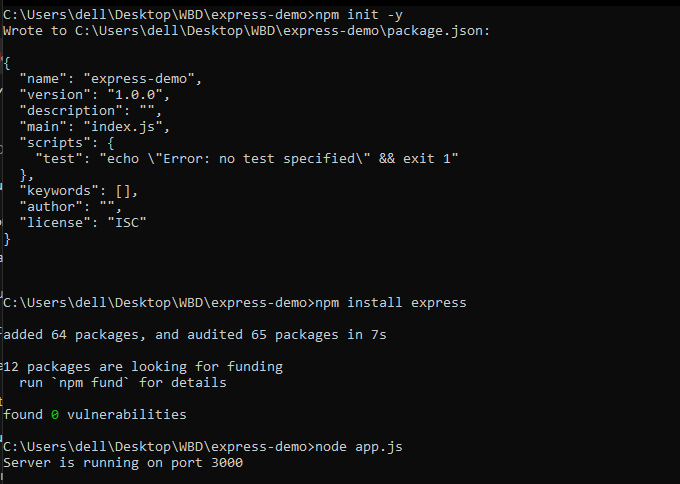 C:\Users\dell\Desktop\WBD\express-demo>npm init -y
Wrote to C:\Users\dell\Desktop\WBD\express-demo\package.json:
{
  "name": "express-demo",
  "version": "1.0.0",
  "description": "",
  "main": "index.js",
  "scripts": {
    "test": "echo \"Error: no test specified\" && exit 1"
  },
  "keywords": [],
  "author": "",
  "license": "ISC"
}
C:\Users\dell\Desktop\WBD\express-demo>npm install express
added 64 packages, and audited 65 packages in 7s
12 packages are looking for funding
  run `npm fund` for details
found 0 vulnerabilities
C:\Users\dell\Desktop\WBD\express-demo>node app.js
Server is running on port 3000